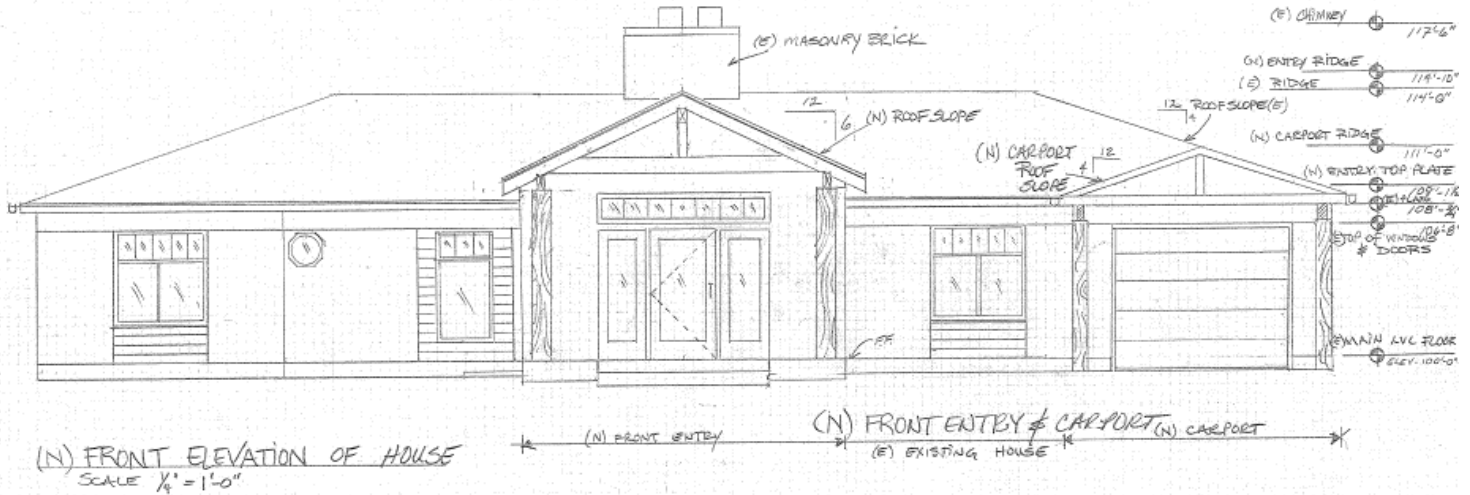 (E) CHIMNEY
117'-6"
(E) MASONRY BRICK
(N) ENTRY RIDGE
114'-10"
(E) RIDGE
114'-0"
12
6
(N) ROOF SLOPE
12
4
ROOF SLOPE (E)
(N) CARPORT RIDGE
111'-0"
(N) CARPORT
ROOF
SLOPE
4
12
(N) ENTRY TOP PLATE
106'-8"
(E) TOP OF WINDOWS
& DOORS
F.F.
(E) MAIN LVL FLOOR
ELEV. 100'-0"
(N) FRONT ENTRY & CARPORT
(N) FRONT ENTRY
(E) EXISTING HOUSE
(N) CARPORT
(N) FRONT ELEVATION OF HOUSE
SCALE 1/4" = 1'-0"